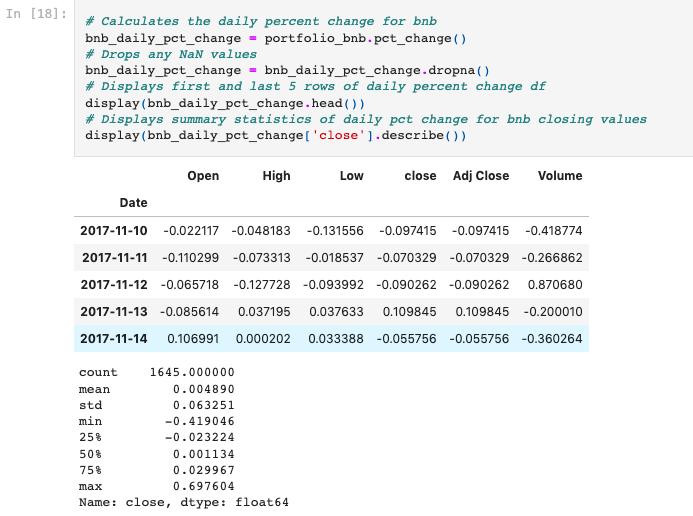 In [18]:
# Calculates the daily percent change for bnb
bnb_daily_pct_change = portfolio_bnb.pct_change()
# Drops any NaN values
bnb_daily_pct_change = bnb_daily_pct_change.dropna()
# Displays first and last 5 rows of daily percent change df
display(bnb_daily_pct_change.head())
# Displays summary statistics of daily pct change for bnb closing values
display(bnb_daily_pct_change['close'].describe())
Open High Low close Adj Close Volume
Date
2017-11-10 -0.022117 -0.048183 -0.131556 -0.097415 -0.097415 -0.418774
2017-11-11 -0.110299 -0.073313 -0.018537 -0.070329 -0.070329 -0.266862
2017-11-12 -0.065718 -0.127728 -0.093992 -0.090262 -0.090262 0.870680
2017-11-13 -0.085614 0.037195 0.037633 0.109845 0.109845 -0.200010
2017-11-14 0.106991 0.000202 0.033388 -0.055756 -0.055756 -0.360264
count 1645.000000
mean 0.004890
std 0.063251
min -0.419046
25% -0.023224
50% 0.001134
75% 0.029967
max 0.697604
Name: close, dtype: float64